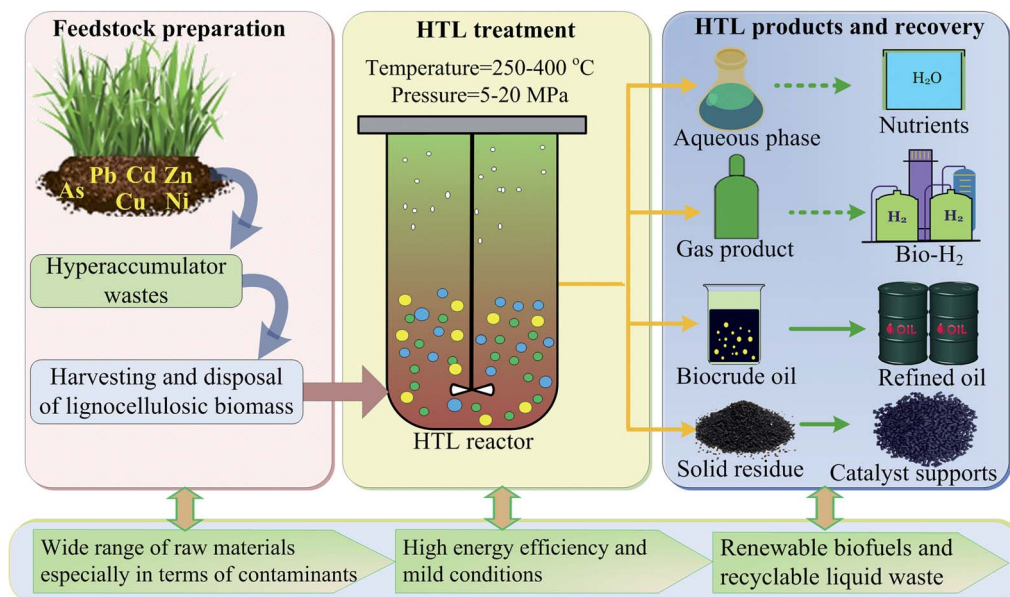 Feedstock preparation
As Pb Cd Zn
Cu Ni
Hyperaccumulator
wastes
Harvesting and disposal
of lignocellulosic biomass
HTL treatment
Temperature=250-400 °C
Pressure=5-20 MPa
HTL reactor
HTL products and recovery
Aqueous phase
H₂O
Nutrients
Gas product
H₂ H₂
Bio-H₂
Biocrude oil
OIL OIL
Refined oil
Solid residue
Catalyst supports
Wide range of raw materials
especially in terms of contaminants
High energy efficiency and
mild conditions
Renewable biofuels and
recyclable liquid waste